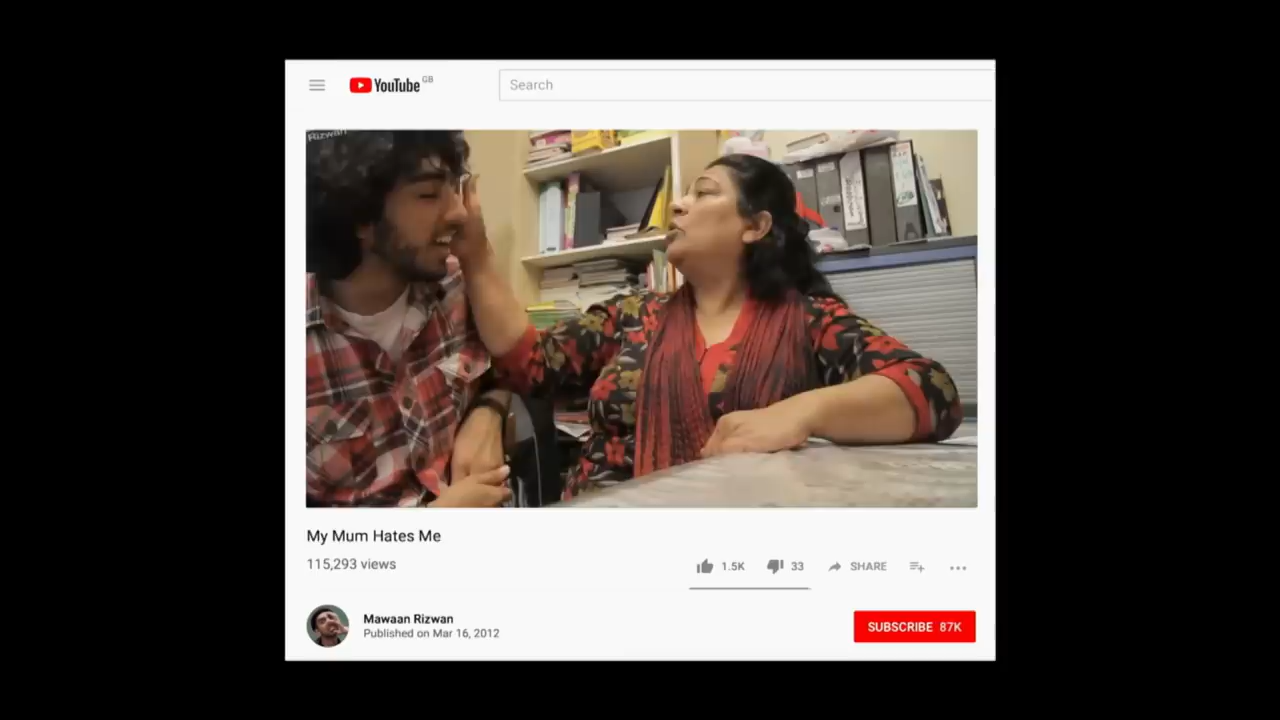 YouTube GB
Search
Rizwan
My Mum Hates Me
115,293 views
1.5K 33 SHARE
Mawaan Rizwan
Published on Mar 16, 2012
SUBSCRIBE 87K